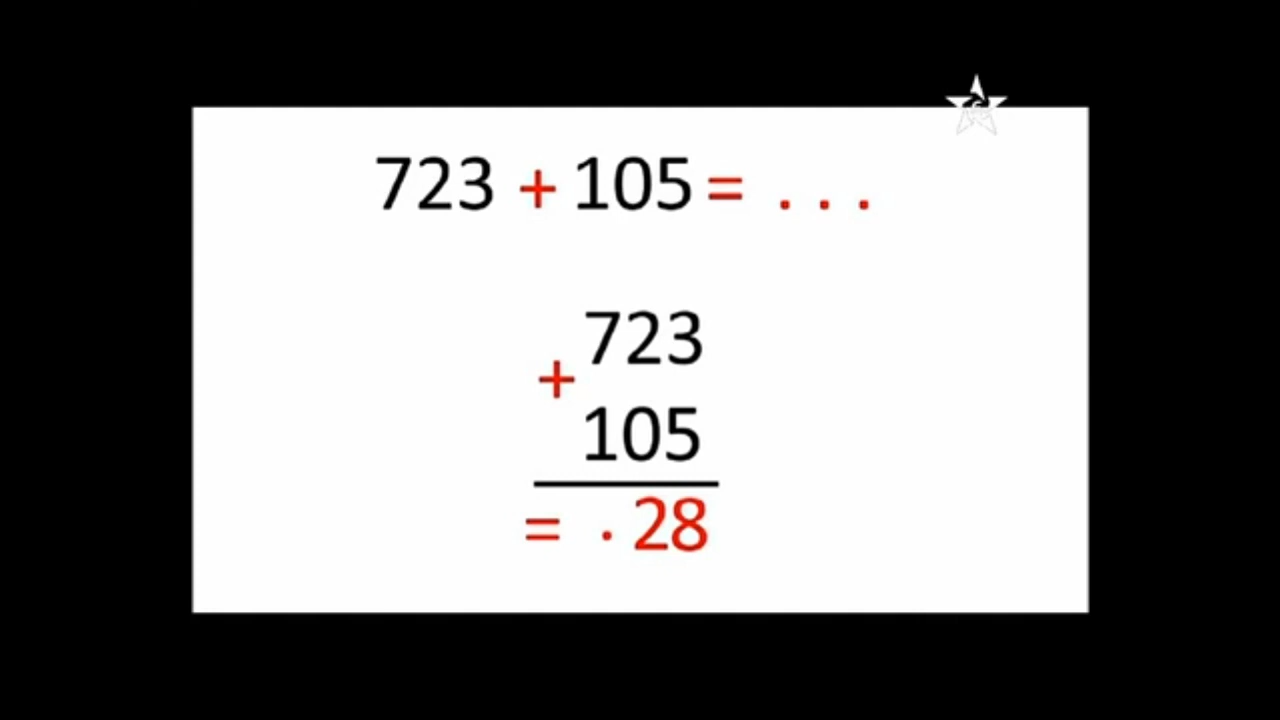 723 + 105 = . . .
723
+
105
= . 28